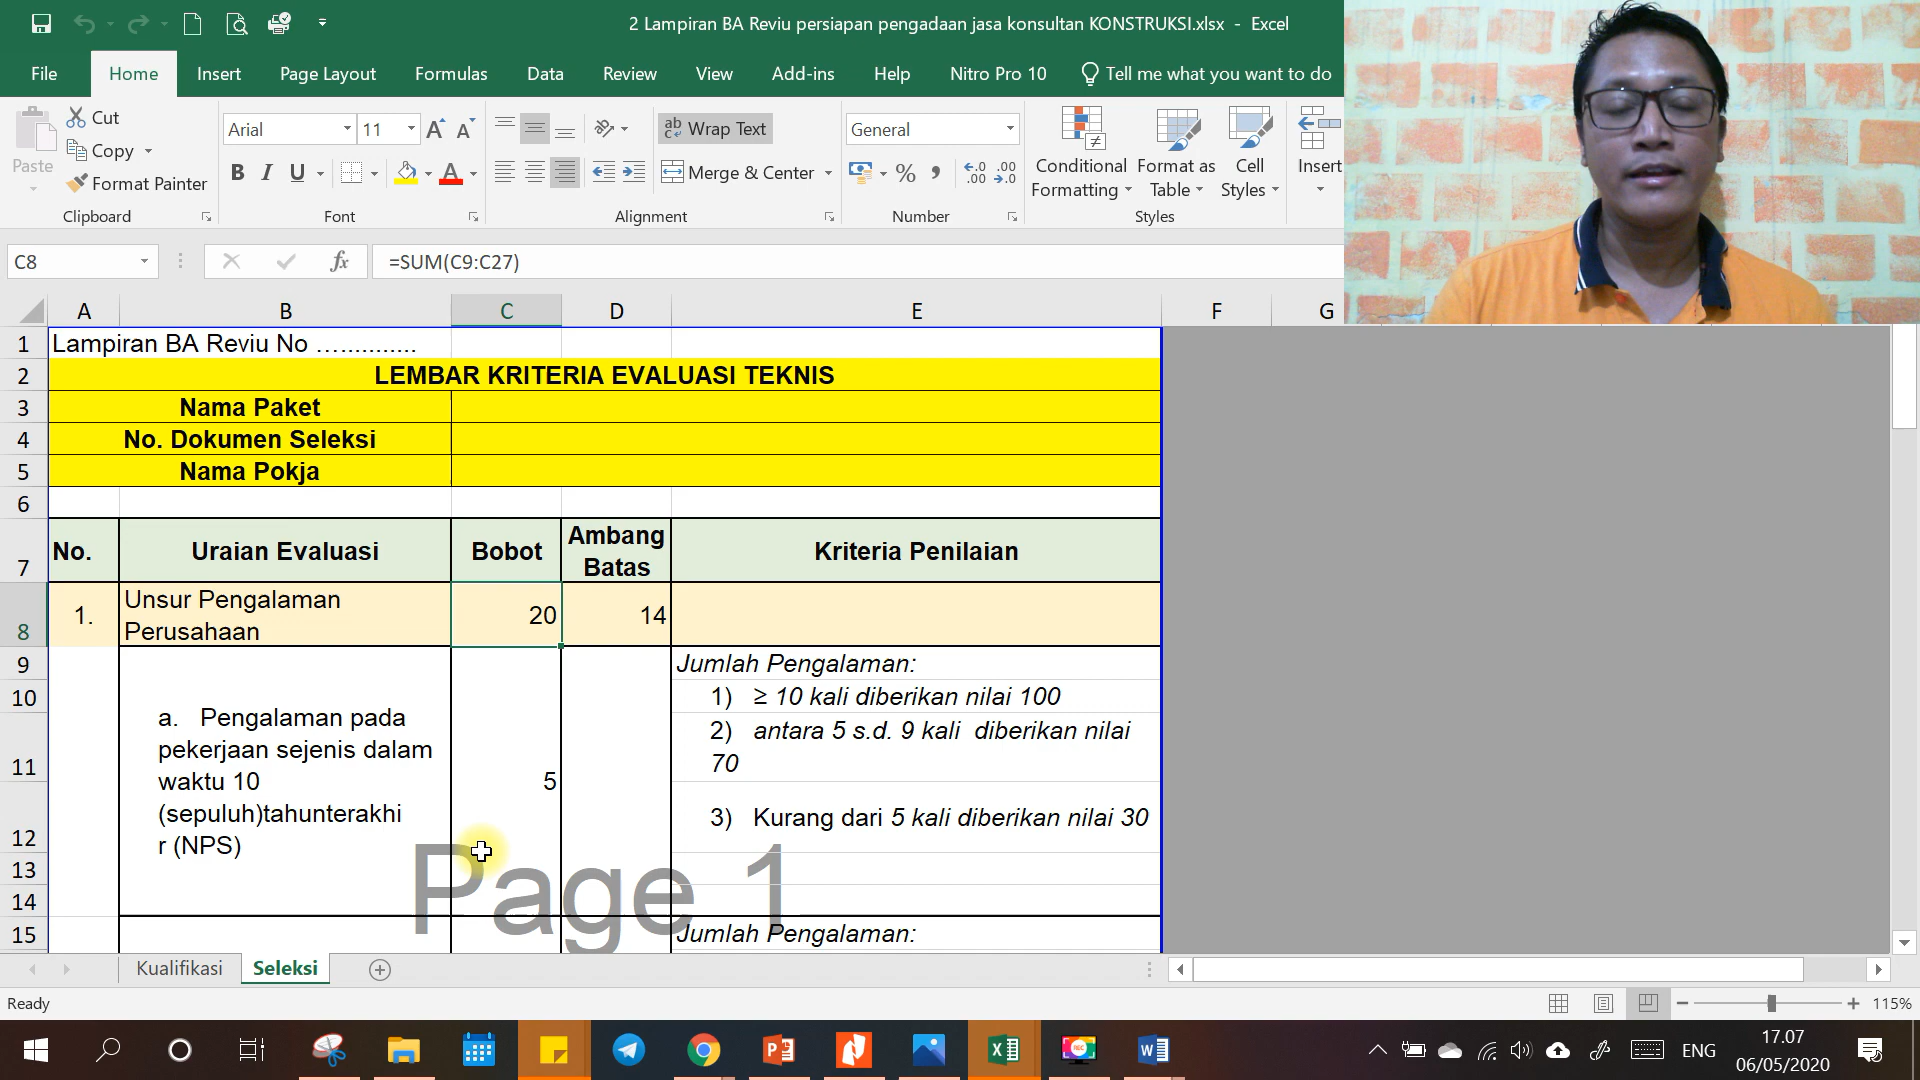 2 Lampiran BA Reviu persiapan pengadaan jasa konsultan KONSTRUKSI.xlsx - Excel
File Home Insert Page Layout Formulas Data Review View Add-ins Help Nitro Pro 10 Tell me what you want to do
Cut
Copy
Format Painter
Paste
Clipboard
Arial 11
B I U
Font
Wrap Text
Merge & Center
Alignment
General
Number
Conditional Formatting
Format as Table
Cell Styles
Styles
Insert
C8 fx =SUM(C9:C27)
A B C D E F G
1 Lampiran BA Reviu No ..............
2 LEMBAR KRITERIA EVALUASI TEKNIS
3 Nama Paket
4 No. Dokumen Seleksi
5 Nama Pokja
6
7 No. Uraian Evaluasi Bobot Ambang Batas Kriteria Penilaian
8 1. Unsur Pengalaman Perusahaan 20 14
9 Jumlah Pengalaman:
10 1) ≥ 10 kali diberikan nilai 100
11 2) antara 5 s.d. 9 kali diberikan nilai
70
a. Pengalaman pada
pekerjaan sejenis dalam
waktu 10
(sepuluh)tahunterakhi
r (NPS)
5
12 3) Kurang dari 5 kali diberikan nilai 30
13
14
Page 1
15 Jumlah Pengalaman:
Kualifikasi Seleksi
Ready 115%
ENG 17.07
06/05/2020